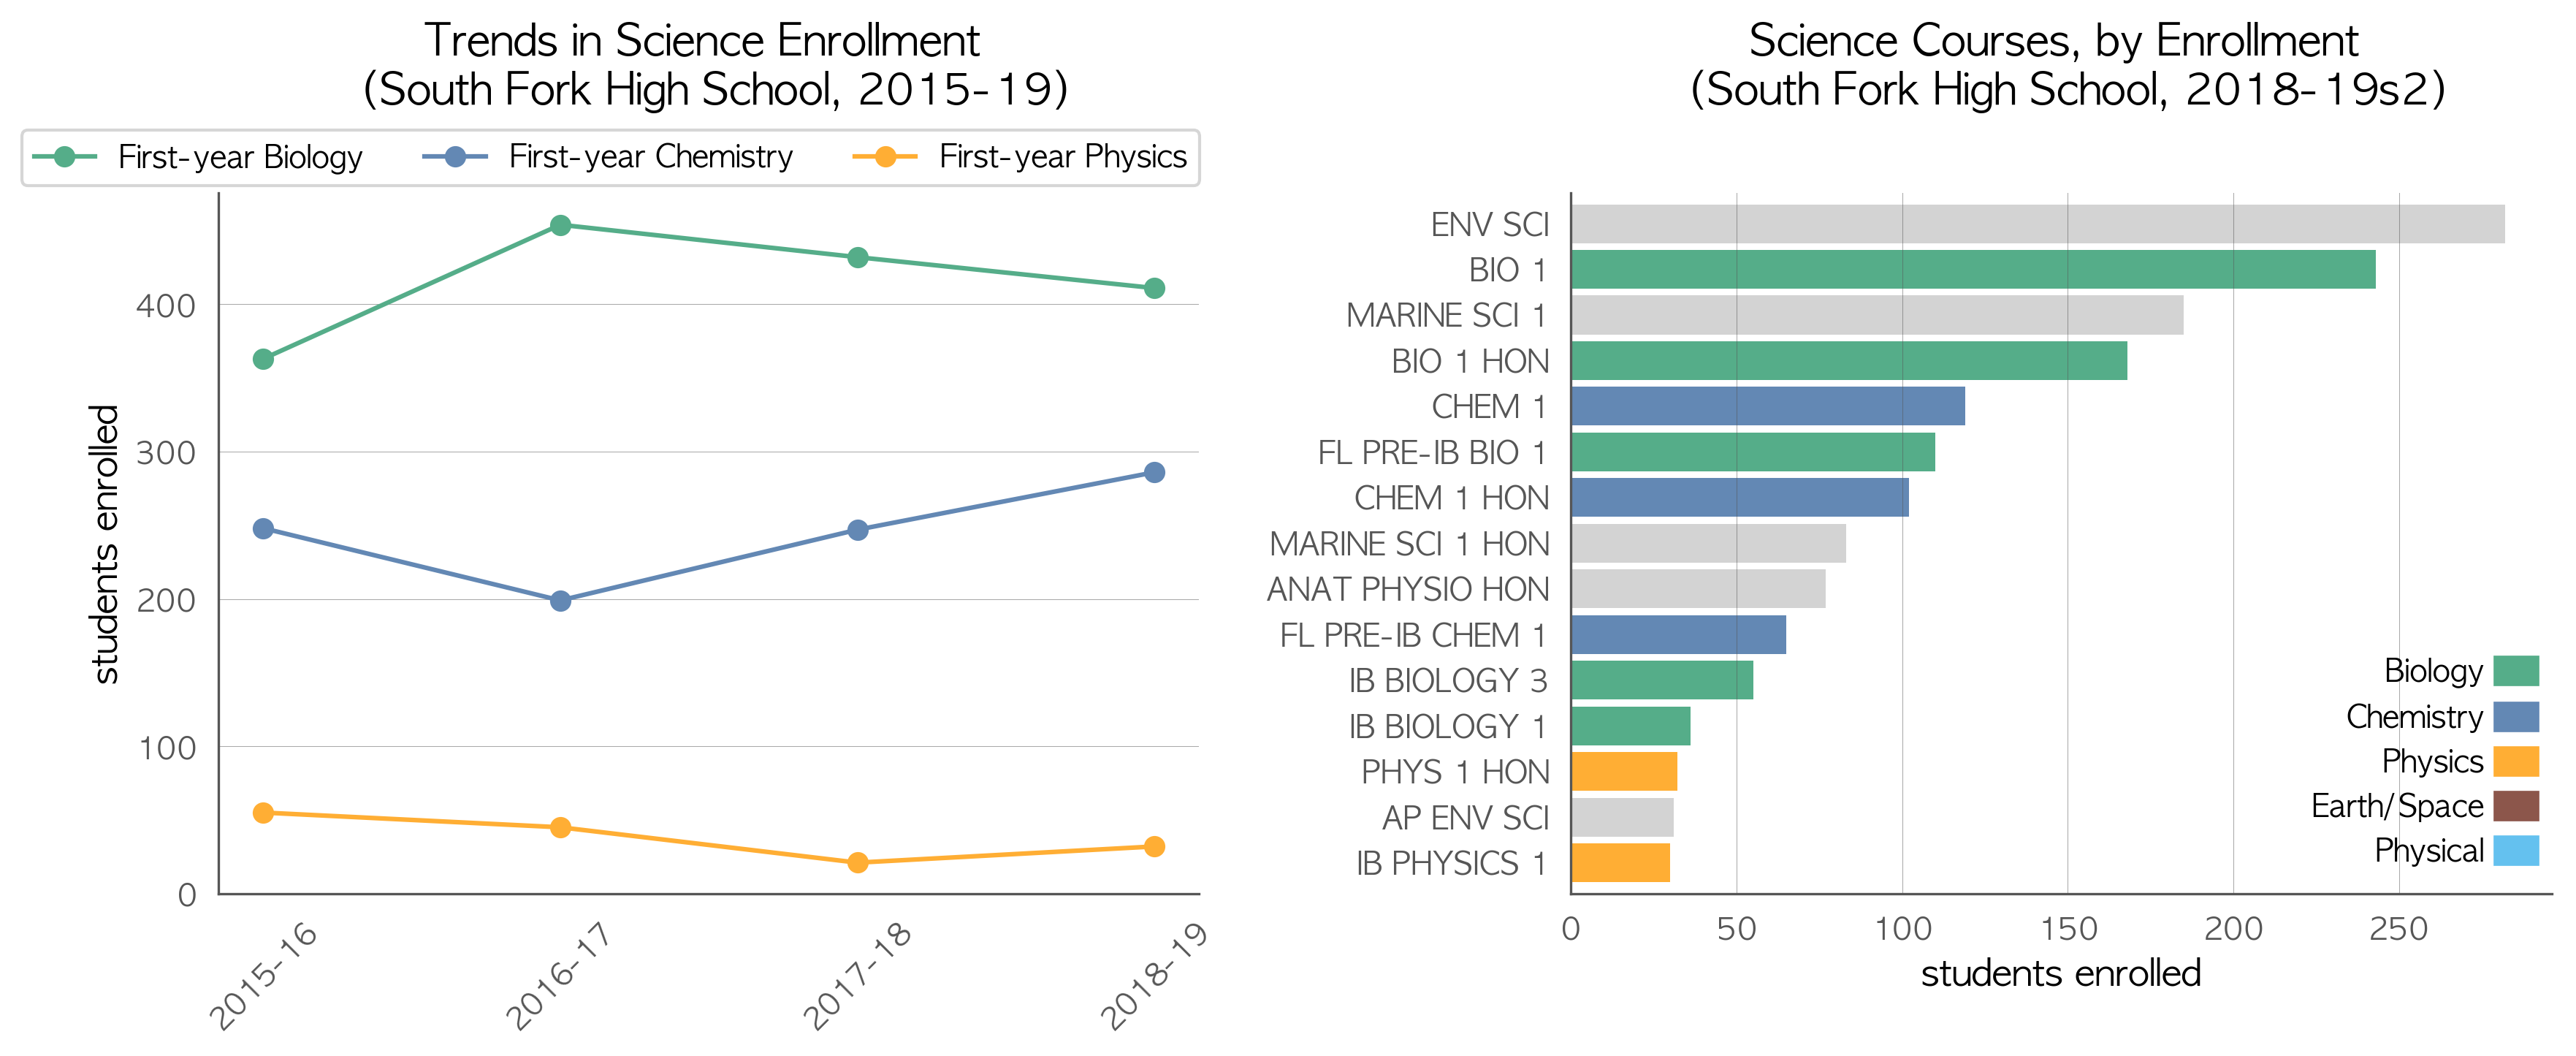 Trends in Science Enrollment
(South Fork High School, 2015-19)
First-year Biology
First-year Chemistry
First-year Physics
400
300
200
100
0
students enrolled
2015-16
2016-17
2017-18
2018-19
Science Courses, by Enrollment
(South Fork High School, 2018-19s2)
ENV SCI
BIO 1
MARINE SCI 1
BIO 1 HON
CHEM 1
FL PRE-IB BIO 1
CHEM 1 HON
MARINE SCI 1 HON
ANAT PHYSIO HON
FL PRE-IB CHEM 1
IB BIOLOGY 3
IB BIOLOGY 1
PHYS 1 HON
AP ENV SCI
IB PHYSICS 1
Biology
Chemistry
Physics
Earth/Space
Physical
0
50
100
150
200
250
students enrolled